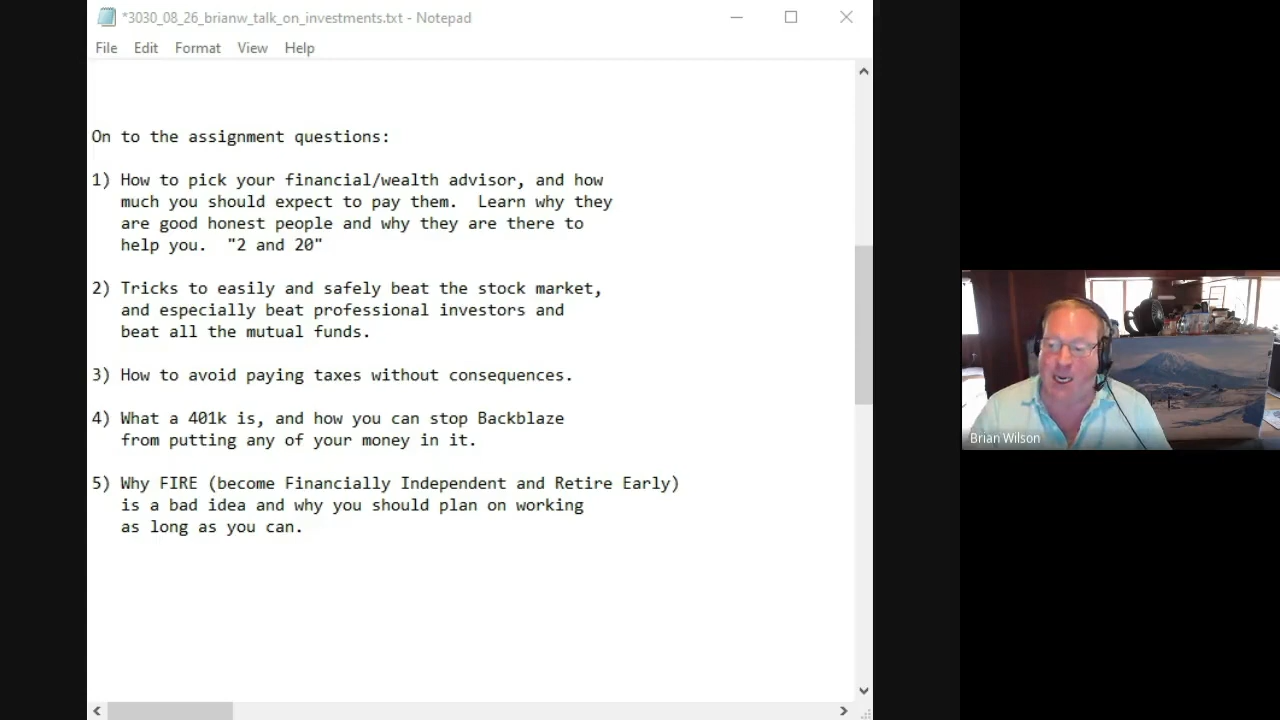 *3030_08_26_brianw_talk_on_investments.txt - Notepad
File Edit Format View Help
On to the assignment questions:
1) How to pick your financial/wealth advisor, and how
much you should expect to pay them. Learn why they
are good honest people and why they are there to
help you. "2 and 20"
2) Tricks to easily and safely beat the stock market,
and especially beat professional investors and
beat all the mutual funds.
3) How to avoid paying taxes without consequences.
4) What a 401k is, and how you can stop Backblaze
from putting any of your money in it.
5) Why FIRE (become Financially Independent and Retire Early)
is a bad idea and why you should plan on working
as long as you can.
Brian Wilson